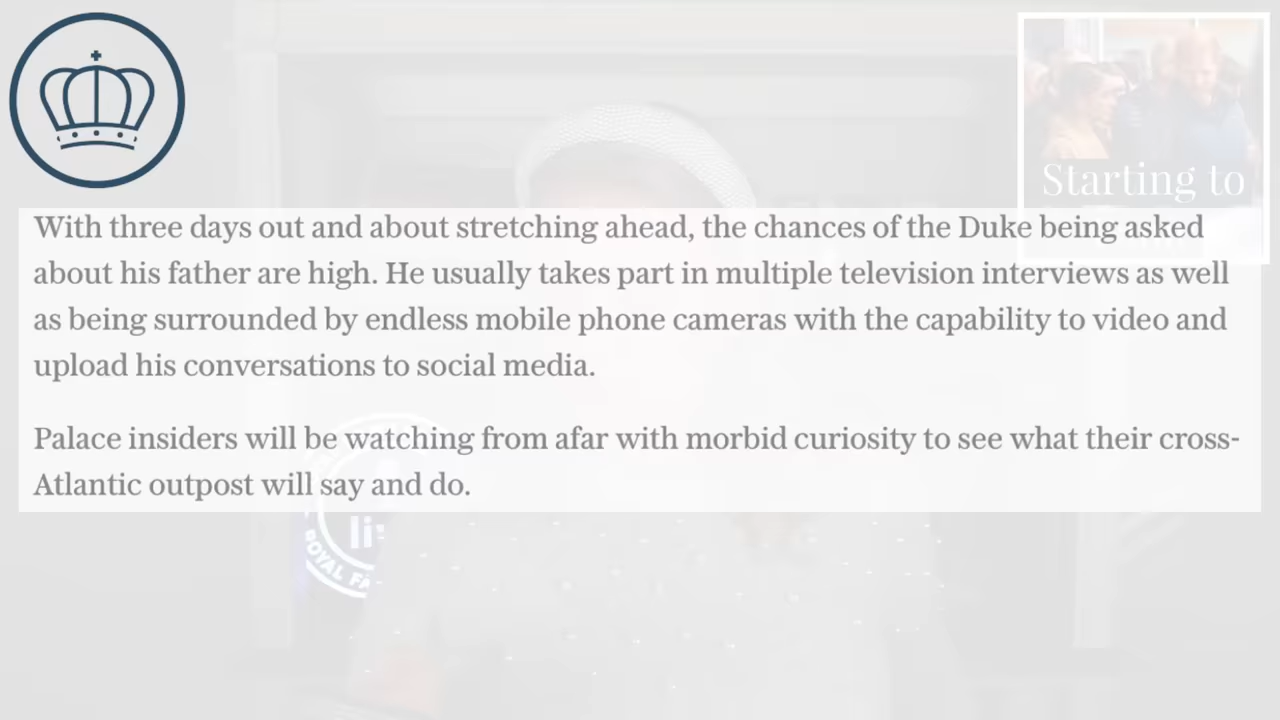 Starting to
With three days out and about stretching ahead, the chances of the Duke being asked
about his father are high. He usually takes part in multiple television interviews as well
as being surrounded by endless mobile phone cameras with the capability to video and
upload his conversations to social media.
Palace insiders will be watching from afar with morbid curiosity to see what their cross-
Atlantic outpost will say and do.
ROYAL FA